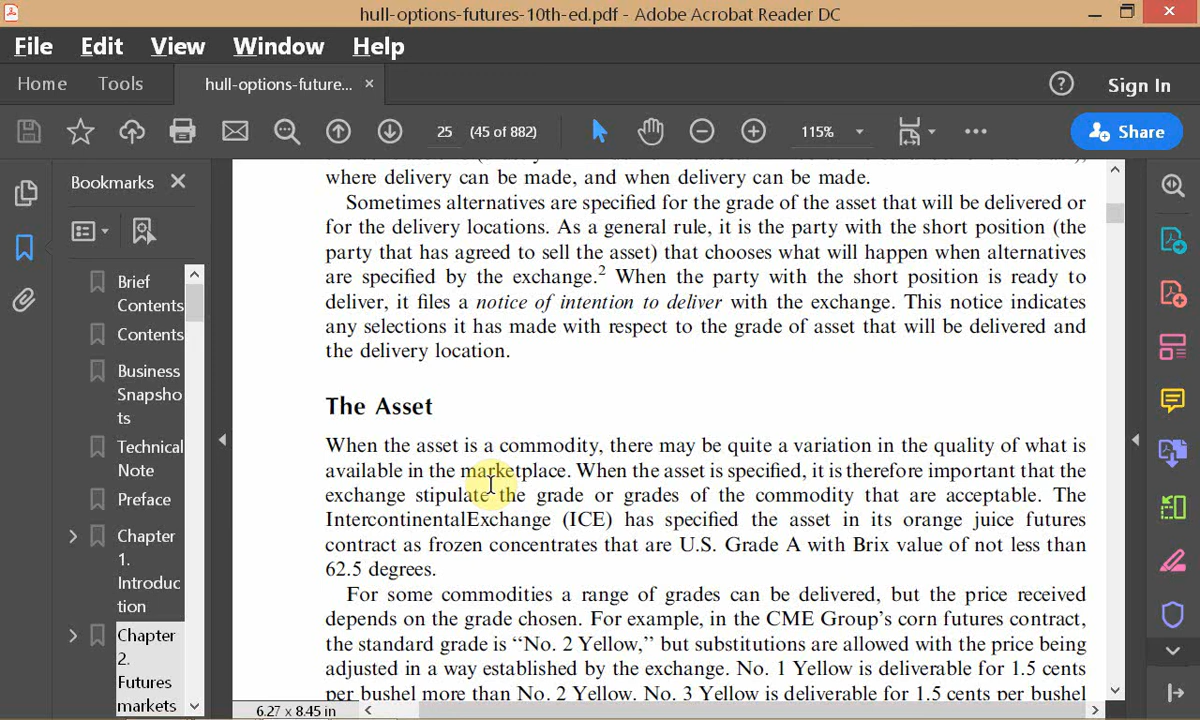 hull-options-futures-10th-ed.pdf - Adobe Acrobat Reader DC
File Edit View Window Help
Home Tools hull-options-future... × Sign In
25 (45 of 882) 115% Share
Bookmarks
Brief
Contents
Contents
Business
Snapsho
ts
Technical
Note
Preface
Chapter
1.
Introduc
tion
Chapter
2.
Futures
markets
where delivery can be made, and when delivery can be made.
Sometimes alternatives are specified for the grade of the asset that will be delivered or
for the delivery locations. As a general rule, it is the party with the short position (the
party that has agreed to sell the asset) that chooses what will happen when alternatives
are specified by the exchange.2 When the party with the short position is ready to
deliver, it files a notice of intention to deliver with the exchange. This notice indicates
any selections it has made with respect to the grade of asset that will be delivered and
the delivery location.
The Asset
When the asset is a commodity, there may be quite a variation in the quality of what is
available in the marketplace. When the asset is specified, it is therefore important that the
exchange stipulate the grade or grades of the commodity that are acceptable. The
IntercontinentalExchange (ICE) has specified the asset in its orange juice futures
contract as frozen concentrates that are U.S. Grade A with Brix value of not less than
62.5 degrees.
For some commodities a range of grades can be delivered, but the price received
depends on the grade chosen. For example, in the CME Group's corn futures contract,
the standard grade is "No. 2 Yellow," but substitutions are allowed with the price being
adjusted in a way established by the exchange. No. 1 Yellow is deliverable for 1.5 cents
per bushel more than No. 2 Yellow. No. 3 Yellow is deliverable for 1.5 cents per bushel
6.27 x 8.45 in